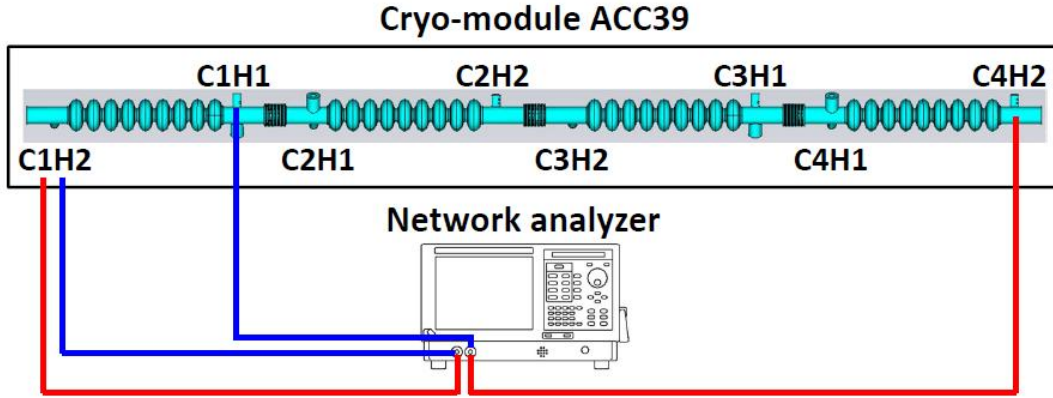 Cryo-module ACC39
C1H1 C2H2 C3H1 C4H2
C1H2 C2H1 C3H2 C4H1
Network analyzer